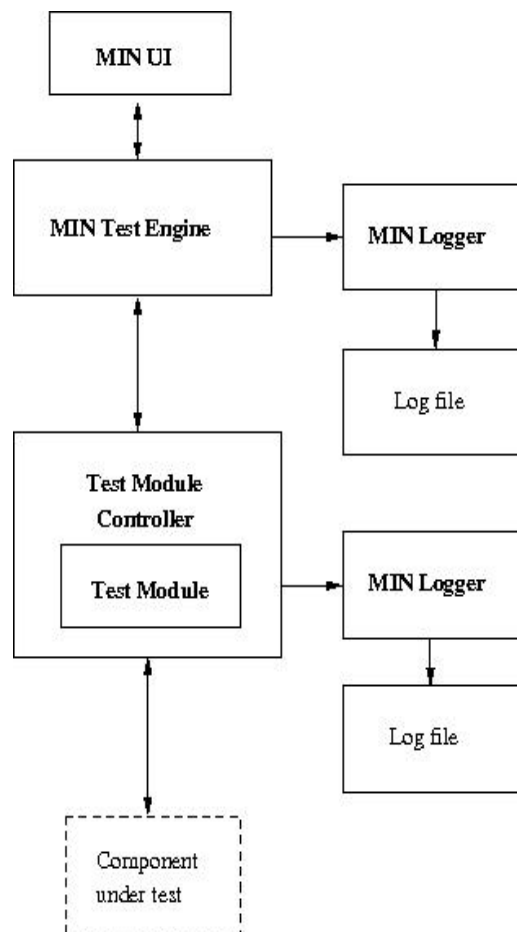 MIN UI
MIN Test Engine
MIN Logger
Log file
Test Module
Controller
Test Module
MIN Logger
Log file
Component
under test